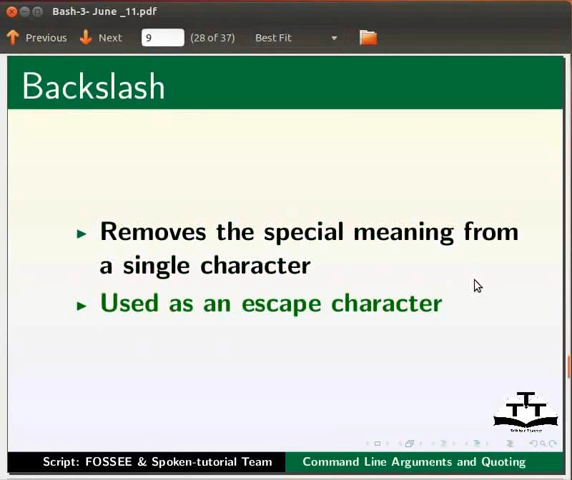 Bash-3- June _11.pdf
Previous Next 9 (28 of 37) Best Fit
Backslash
Removes the special meaning from
a single character
Used as an escape character
Script: FOSSEE & Spoken-tutorial Team Command Line Arguments and Quoting